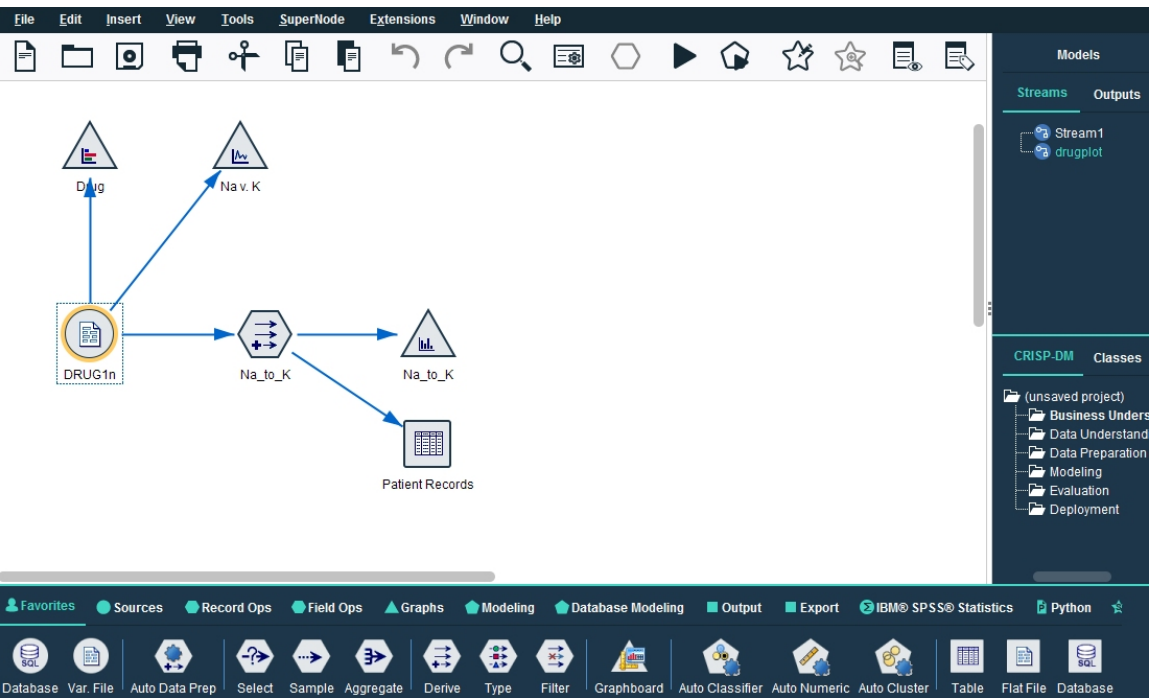 File Edit Insert View Tools SuperNode Extensions Window Help
Models
Streams Outputs
Stream1
drugplot
Drug
Na v. K
DRUG1n
Na_to_K
Na_to_K
Patient Records
CRISP-DM Classes
(unsaved project)
Business Unders
Data Understand
Data Preparation
Modeling
Evaluation
Deployment
Favorites Sources Record Ops Field Ops Graphs Modeling Database Modeling Output Export IBM® SPSS® Statistics Python
SQL SQL
Database Var. File Auto Data Prep Select Sample Aggregate Derive Type Filter Graphboard Auto Classifier Auto Numeric Auto Cluster Table Flat File Database